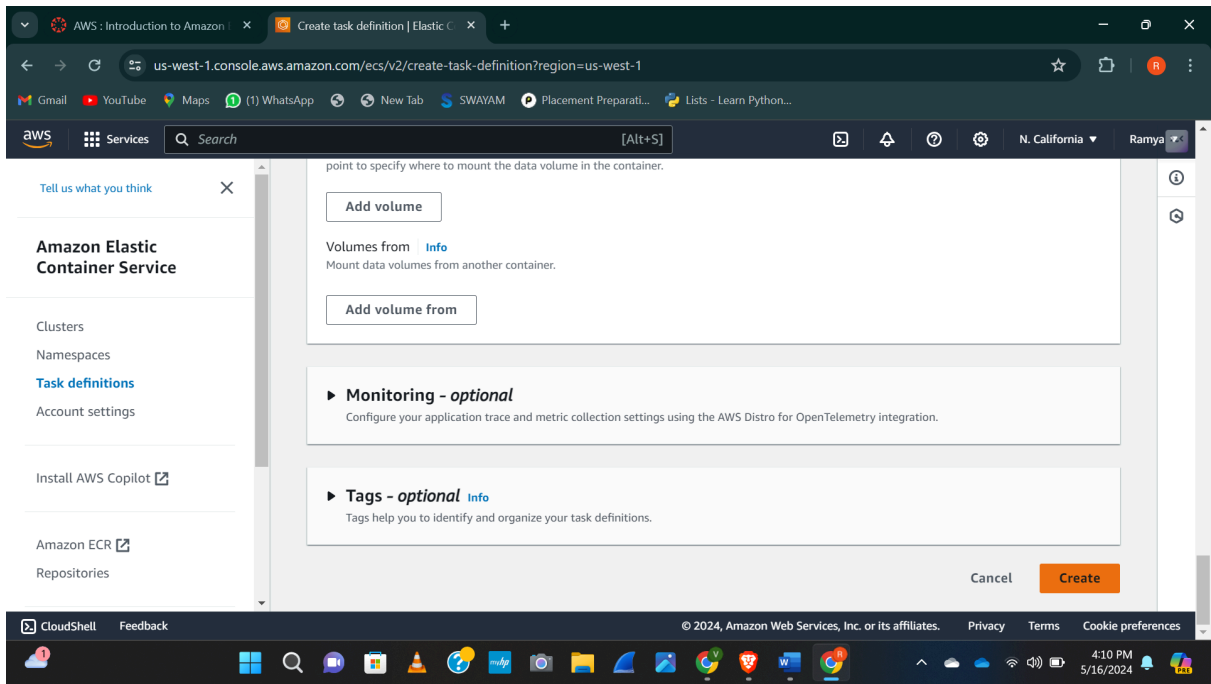 AWS : Introduction to Amazon
Create task definition | Elastic C
us-west-1.console.aws.amazon.com/ecs/v2/create-task-definition?region=us-west-1
R
Gmail
YouTube
Maps
(1) WhatsApp
New Tab
SWAYAM
Placement Preparati...
Lists - Learn Python...
aws
Services
Search
[Alt+S]
N. California
Ramya
Tell us what you think
Amazon Elastic
Container Service
Clusters
Namespaces
Task definitions
Account settings
Install AWS Copilot
Amazon ECR
Repositories
point to specify where to mount the data volume in the container.
Add volume
Volumes from
Info
Mount data volumes from another container.
Add volume from
Monitoring - optional
Configure your application trace and metric collection settings using the AWS Distro for OpenTelemetry integration.
Tags - optional Info
Tags help you to identify and organize your task definitions.
Cancel
Create
CloudShell
Feedback
© 2024, Amazon Web Services, Inc. or its affiliates.
Privacy
Terms
Cookie preferences
1
myhp
V
W
R
4:10 PM
5/16/2024
PRE